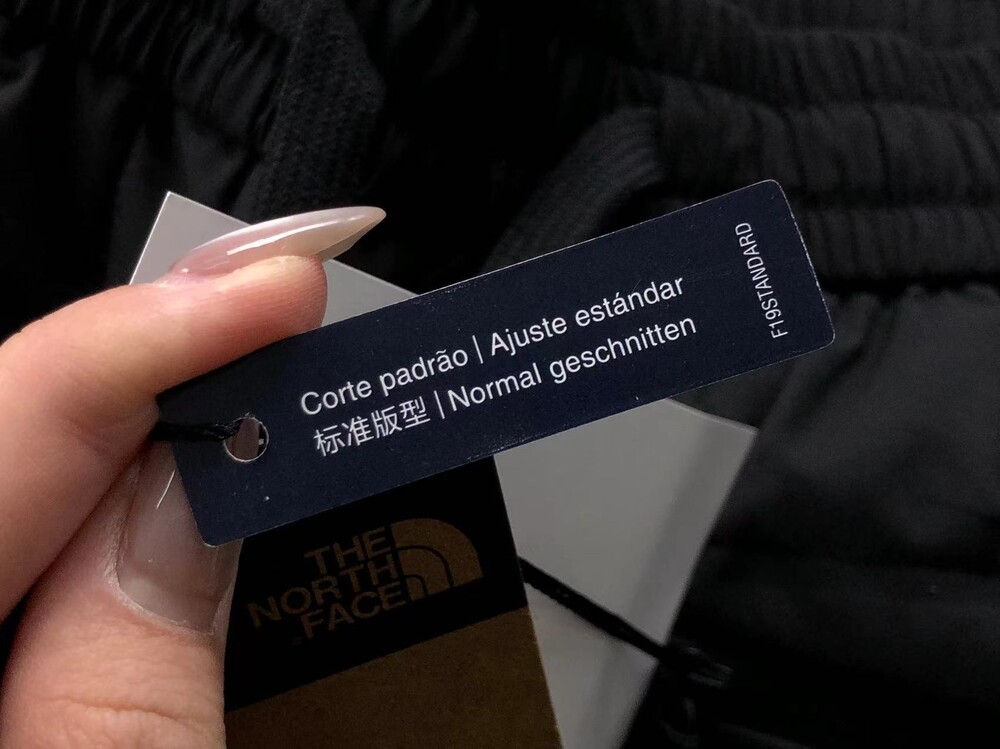 Corte padrão | Ajuste estándar
标准版型 | Normal geschnitten
F19STANDARD
THE
NORTH
FACE